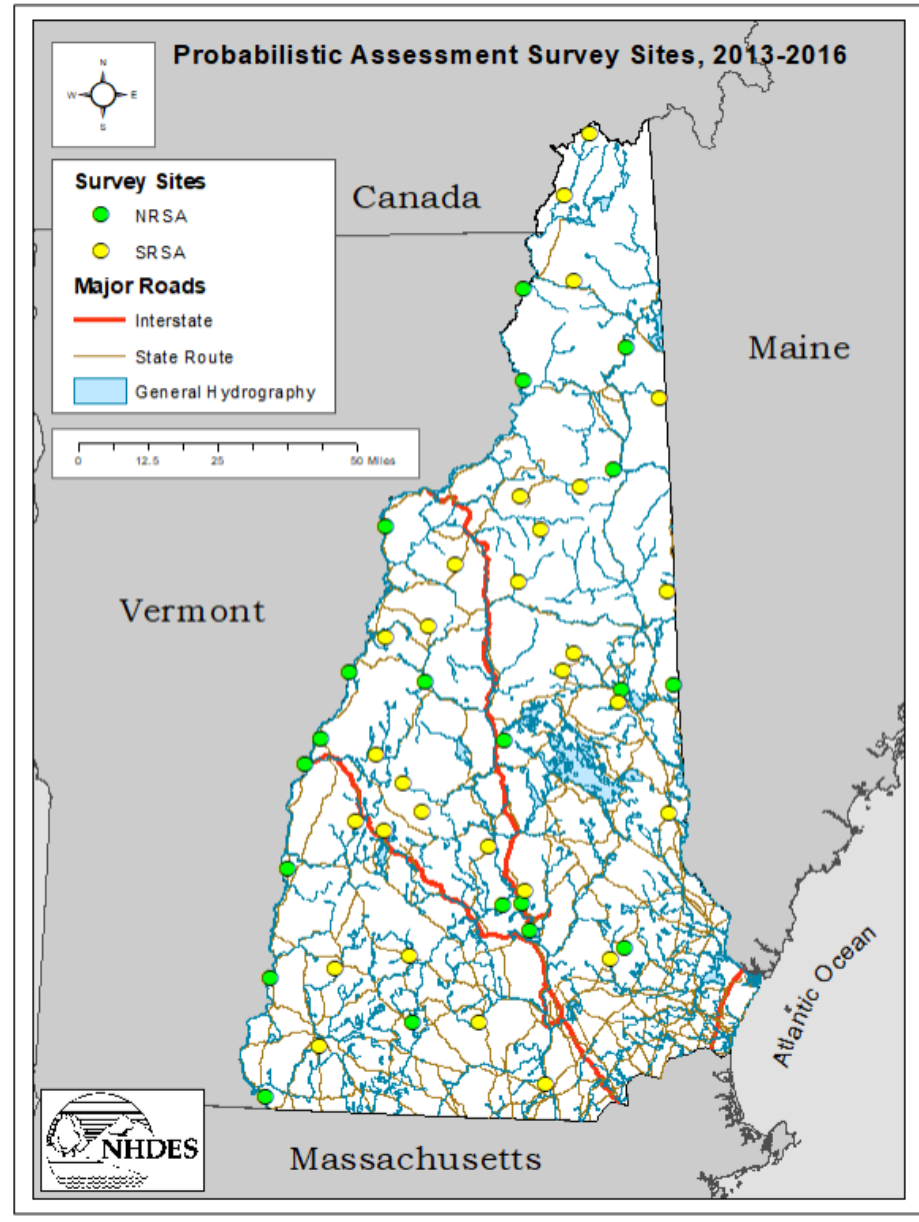 Probabilistic Assessment Survey Sites, 2013-2016
N
W E
S
Survey Sites
NRSA
SRSA
Major Roads
Interstate
State Route
General Hydrography
0 12.5 25 50 Miles
Canada
Maine
Vermont
Atlantic Ocean
NHDES
Massachusetts